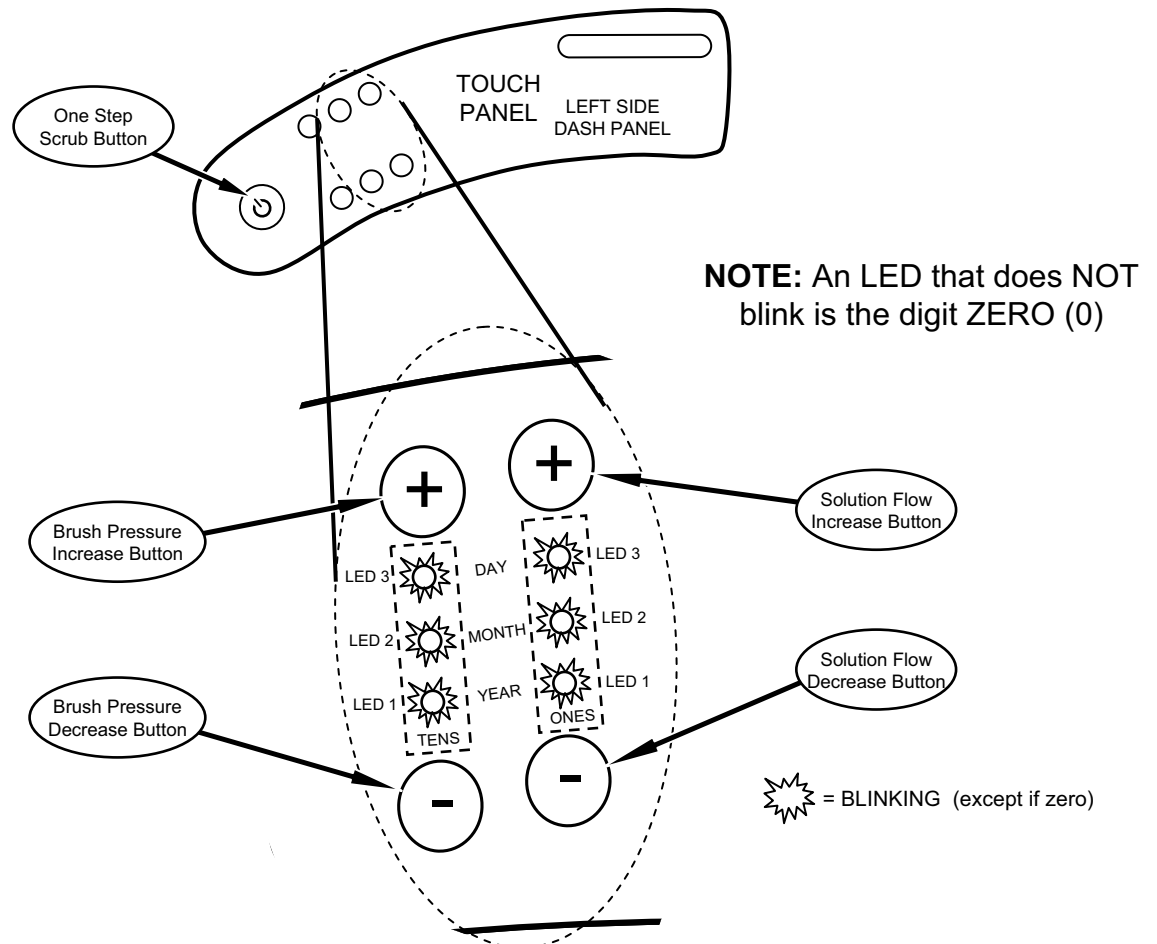 TOUCH
PANEL
LEFT SIDE
DASH PANEL
One Step
Scrub Button
NOTE: An LED that does NOT
blink is the digit ZERO (0)
+
+
Brush Pressure
Increase Button
Solution Flow
Increase Button
LED 3
DAY
LED 3
LED 2
MONTH
LED 2
LED 1
YEAR
LED 1
TENS
ONES
Brush Pressure
Decrease Button
Solution Flow
Decrease Button
-
-
= BLINKING (except if zero)